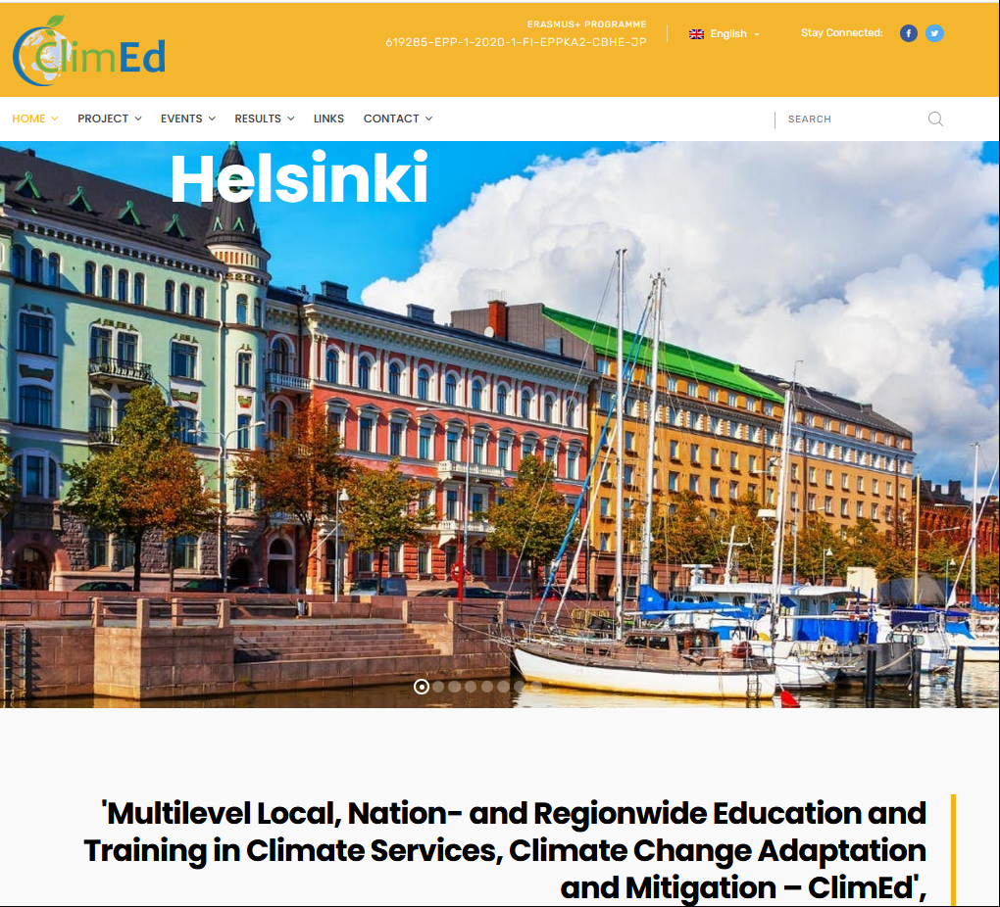 ClimEd
ERASMUS+ PROGRAMME
619285-EPP-1-2020-1-FI-EPPKA2-CBHE-JP
English
Stay Connected:
HOME PROJECT EVENTS RESULTS LINKS CONTACT SEARCH
Helsinki
'Multilevel Local, Nation- and Regionwide Education and
Training in Climate Services, Climate Change Adaptation
and Mitigation – ClimEd',